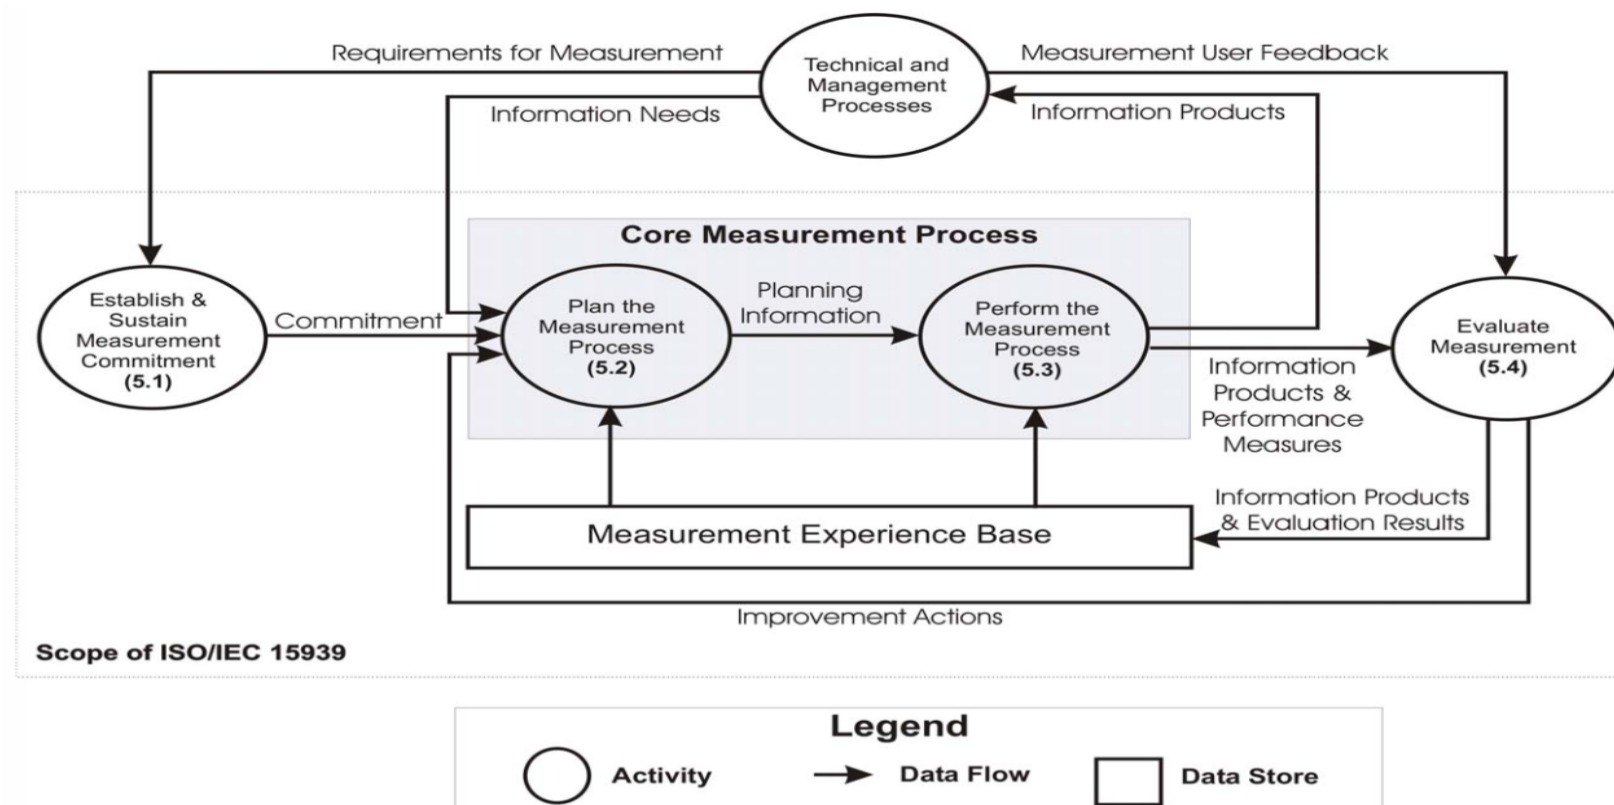 Requirements for Measurement
Technical and
Management
Processes
Measurement User Feedback
Information Needs
Information Products
Core Measurement Process
Establish &
Sustain
Measurement
Commitment
(5.1)
Commitment
Plan the
Measurement
Process
(5.2)
Planning
Information
Perform the
Measurement
Process
(5.3)
Information
Products &
Performance
Measures
Evaluate
Measurement
(5.4)
Measurement Experience Base
Information Products
& Evaluation Results
Improvement Actions
Scope of ISO/IEC 15939
Legend
Activity
Data Flow
Data Store